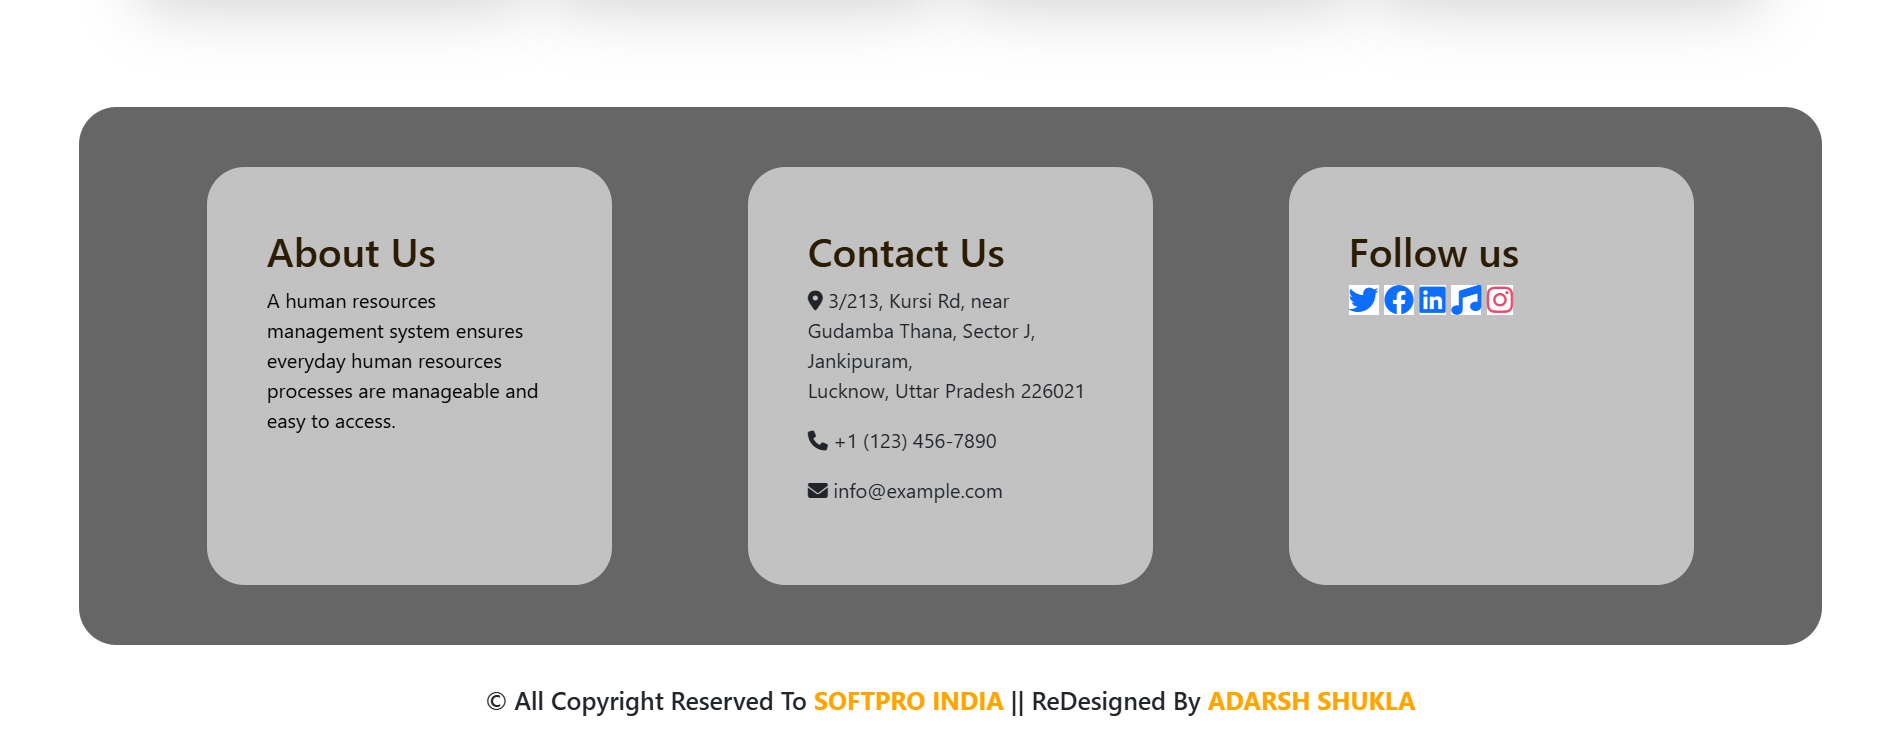 About Us
A human resources
management system ensures
everyday human resources
processes are manageable and
easy to access.
Contact Us
3/213, Kursi Rd, near
Gudamba Thana, Sector J,
Jankipuram,
Lucknow, Uttar Pradesh 226021
+1 (123) 456-7890
info@example.com
Follow us
© All Copyright Reserved To SOFTPRO INDIA || ReDesigned By ADARSH SHUKLA